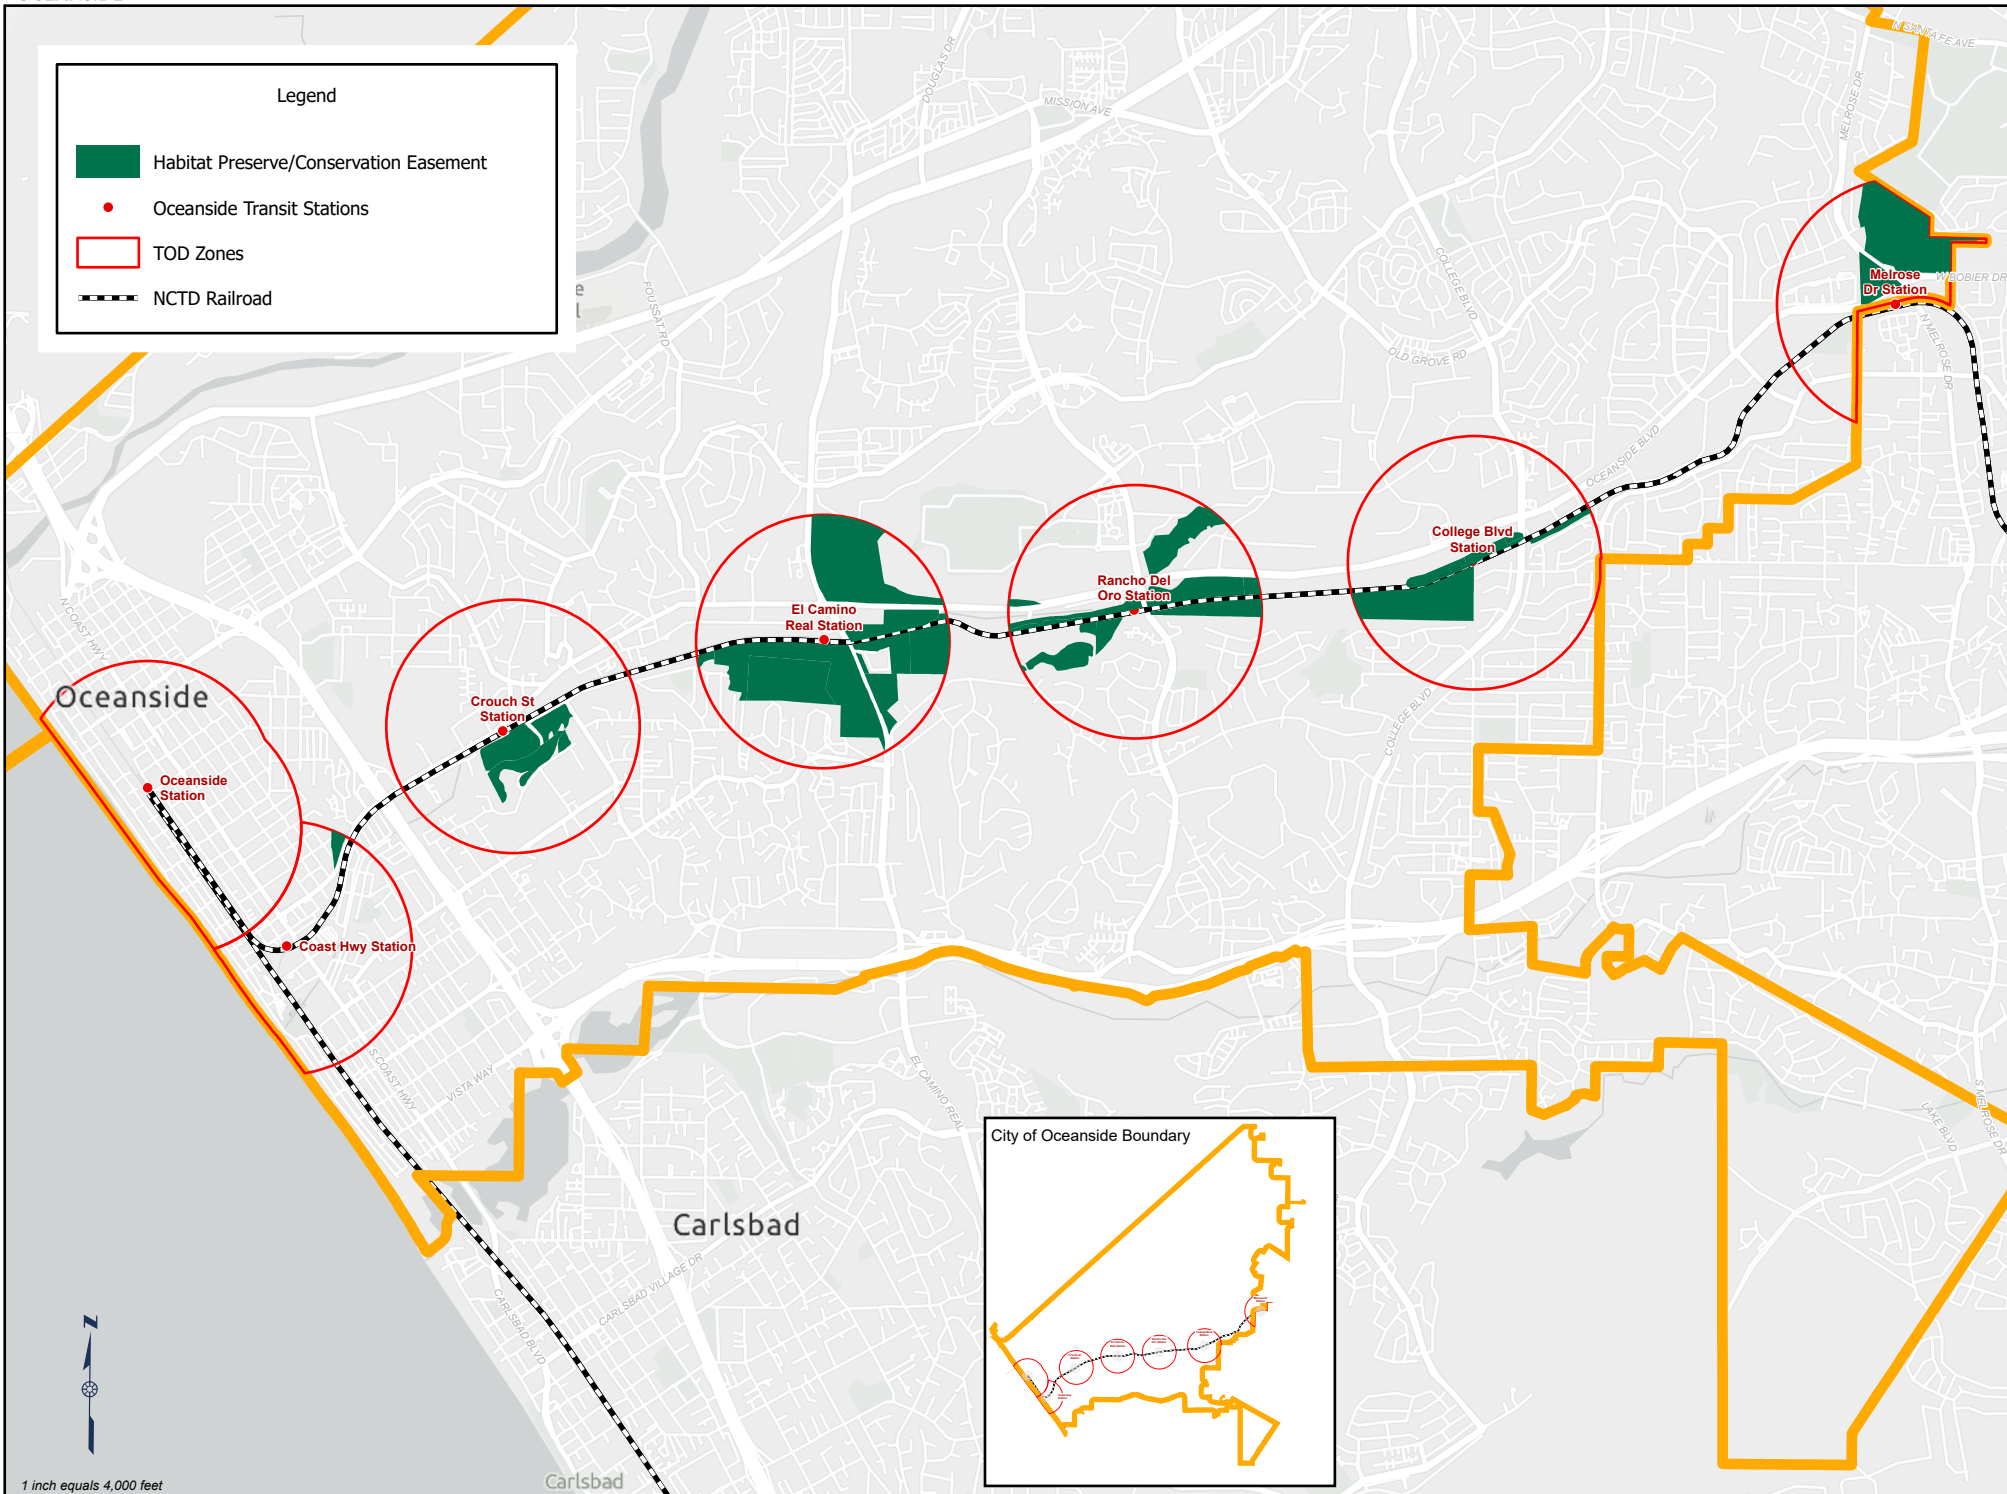 Legend
Habitat Preserve/Conservation Easement
Oceanside Transit Stations
TOD Zones
NCTD Railroad
N SANTA FE AVE
DOUGLAS DR
MISSION AVE
MELROSE DR
FOUSSAT RD
COLLEGE BLVD
W BOBIER DR
Melrose
Dr Station
OLD GROVE RD
N MELROSE DR
OCEANSIDE BLVD
College Blvd
Station
Rancho Del
Oro Station
El Camino
Real Station
N COAST HWY
Crouch St
Station
Oceanside
COLLEGE BLVD
Oceanside
Station
Coast Hwy Station
S COAST HWY
VISTA WAY
EL CAMINO REAL
S MELROSE DR
LAKE BLVD
City of Oceanside Boundary
Carlsbad
CARLSBAD VILLAGE DR
CARLSBAD BLVD
N
Carlsbad
1 inch equals 4,000 feet